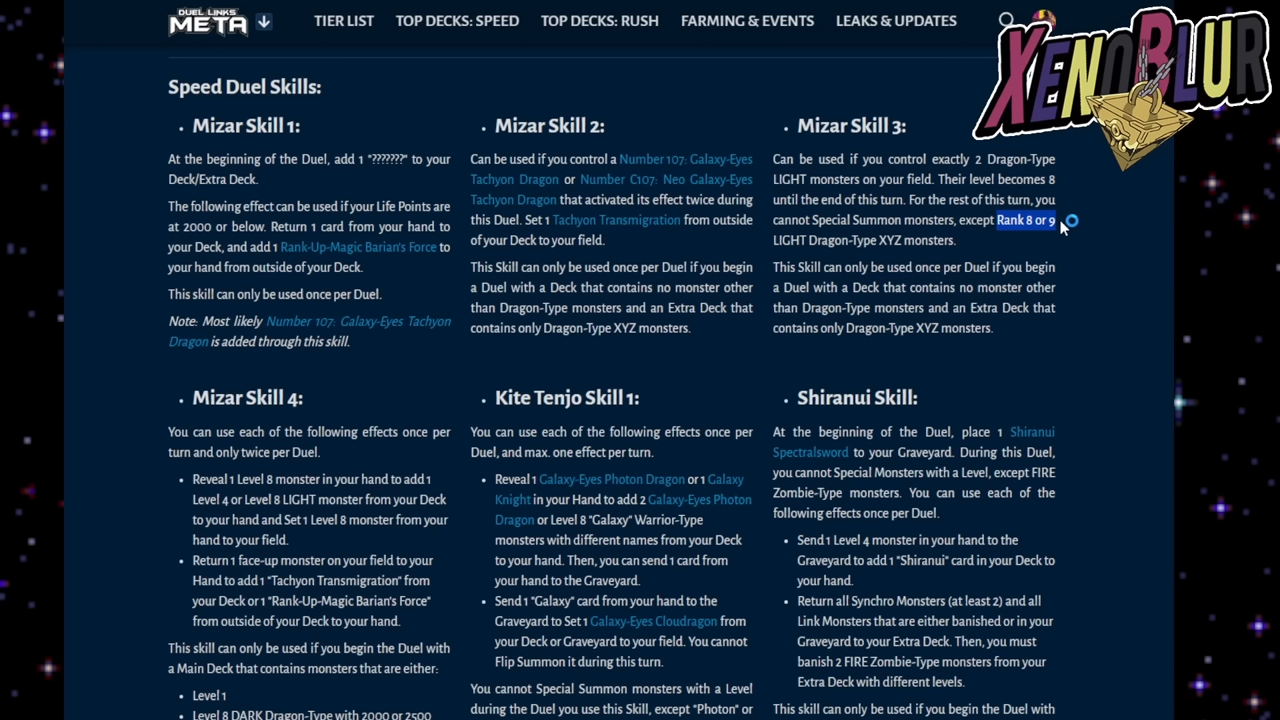 DUEL LINKS
META
TIER LIST
TOP DECKS: SPEED
TOP DECKS: RUSH
FARMING & EVENTS
LEAKS & UPDATES
XENOBLUR
Speed Duel Skills:
Mizar Skill 1:
At the beginning of the Duel, add 1 "???????" to your
Deck/Extra Deck.
The following effect can be used if your Life Points are
at 2000 or below. Return 1 card from your hand to
your Deck, and add 1 Rank-Up-Magic Barian's Force to
your hand from outside of your Deck.
This skill can only be used once per Duel.
Note: Most likely Number 107: Galaxy-Eyes Tachyon
Dragon is added through this skill.
Mizar Skill 2:
Can be used if you control a Number 107: Galaxy-Eyes
Tachyon Dragon or Number C107: Neo Galaxy-Eyes
Tachyon Dragon that activated its effect twice during
this Duel. Set 1 Tachyon Transmigration from outside
of your Deck to your field.
This Skill can only be used once per Duel if you begin
a Duel with a Deck that contains no monster other
than Dragon-Type monsters and an Extra Deck that
contains only Dragon-Type XYZ monsters.
Mizar Skill 3:
Can be used if you control exactly 2 Dragon-Type
LIGHT monsters on your field. Their level becomes 8
until the end of this turn. For the rest of this turn, you
cannot Special Summon monsters, except Rank 8 or 9
LIGHT Dragon-Type XYZ monsters.
This Skill can only be used once per Duel if you begin
a Duel with a Deck that contains no monster other
than Dragon-Type monsters and an Extra Deck that
contains only Dragon-Type XYZ monsters.
Mizar Skill 4:
You can use each of the following effects once per
turn and only twice per Duel.
Reveal 1 Level 8 monster in your hand to add 1
Level 4 or Level 8 LIGHT monster from your Deck
to your hand and Set 1 Level 8 monster from your
hand to your field.
Return 1 face-up monster on your field to your
Hand to add 1 "Tachyon Transmigration" from
your Deck or 1 "Rank-Up-Magic Barian's Force"
from outside of your Deck to your hand.
This skill can only be used if you begin the Duel with
a Main Deck that contains monsters that are either:
Level 1
Level 8 DARK Dragon-Type with 2000 or 2500
Kite Tenjo Skill 1:
You can use each of the following effects once per
Duel, and max. one effect per turn.
Reveal 1 Galaxy-Eyes Photon Dragon or 1 Galaxy
Knight in your Hand to add 2 Galaxy-Eyes Photon
Dragon or Level 8 "Galaxy" Warrior-Type
monsters with different names from your Deck
to your hand. Then, you can send 1 card from
your hand to the Graveyard.
Send 1 "Galaxy" card from your hand to the
Graveyard to Set 1 Galaxy-Eyes Cloudragon from
your Deck or Graveyard to your field. You cannot
Flip Summon it during this turn.
You cannot Special Summon monsters with a Level
during the Duel you use this Skill, except "Photon" or
Shiranui Skill:
At the beginning of the Duel, place 1 Shiranui
Spectralsword to your Graveyard. During this Duel,
you cannot Special Monsters with a Level, except FIRE
Zombie-Type monsters. You can use each of the
following effects once per Duel.
Send 1 Level 4 monster in your hand to the
Graveyard to add 1 "Shiranui" card in your Deck to
your hand.
Return all Synchro Monsters (at least 2) and all
Link Monsters that are either banished or in your
Graveyard to your Extra Deck. Then, you must
banish 2 FIRE Zombie-Type monsters from your
Extra Deck with different levels.
This skill can only be used if you begin the Duel with